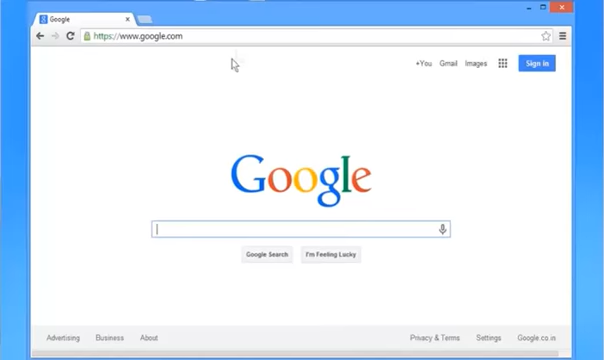 Google
https://www.google.com
+You Gmail Images
Sign in
Google
Google Search I'm Feeling Lucky
Advertising Business About Privacy & Terms Settings Google.co.in